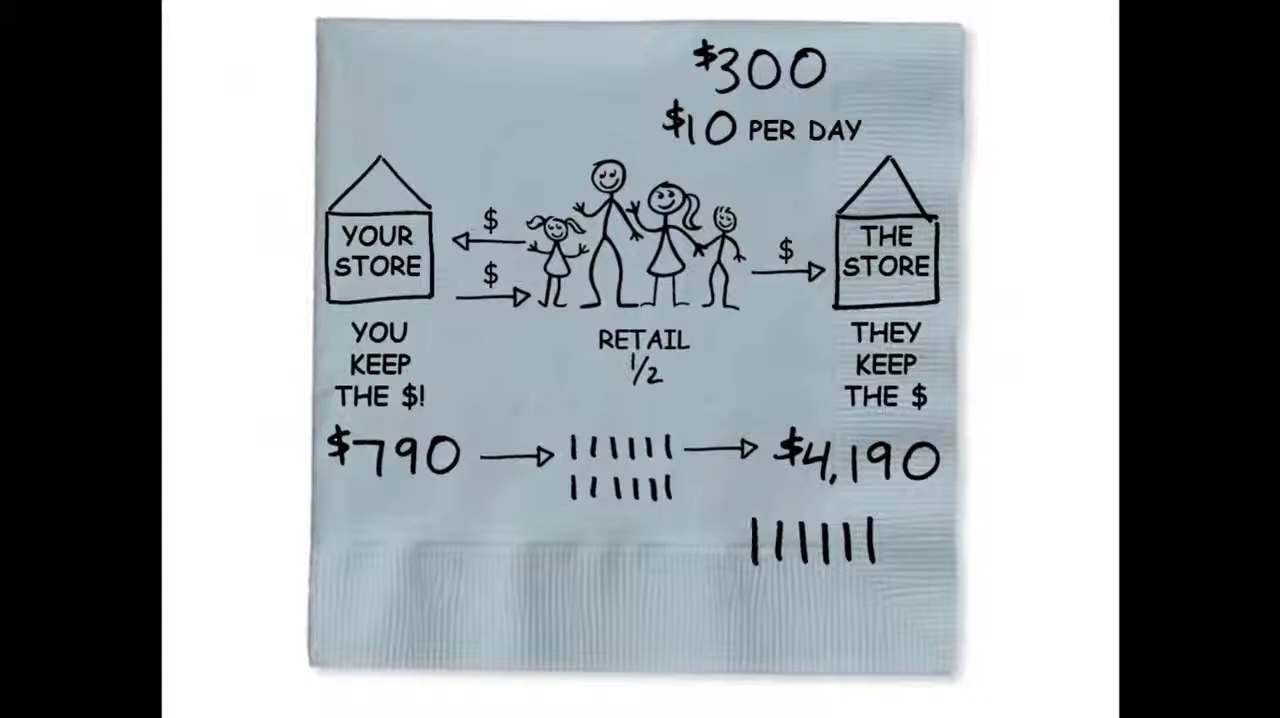 $300
$10 PER DAY
YOUR
STORE
$
$
$
THE
STORE
YOU
KEEP
THE $!
RETAIL
1/2
THEY
KEEP
THE $
$790
$4,190